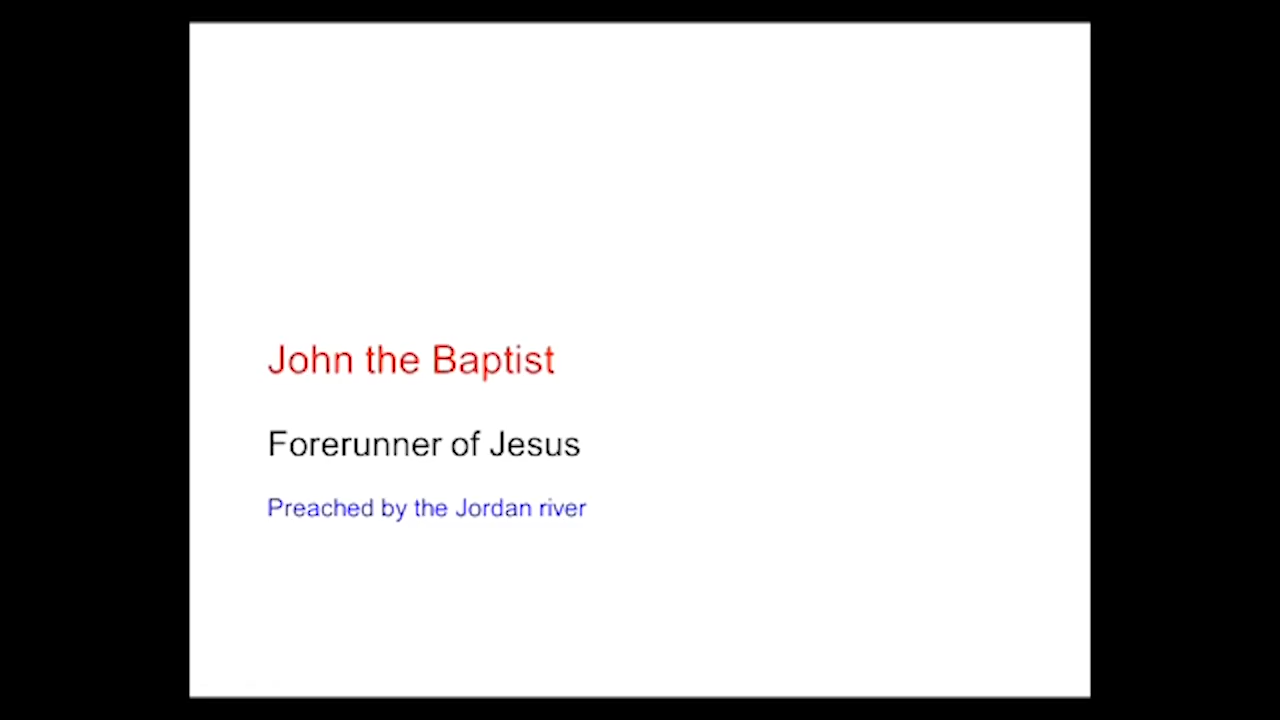 John the Baptist
Forerunner of Jesus
Preached by the Jordan river